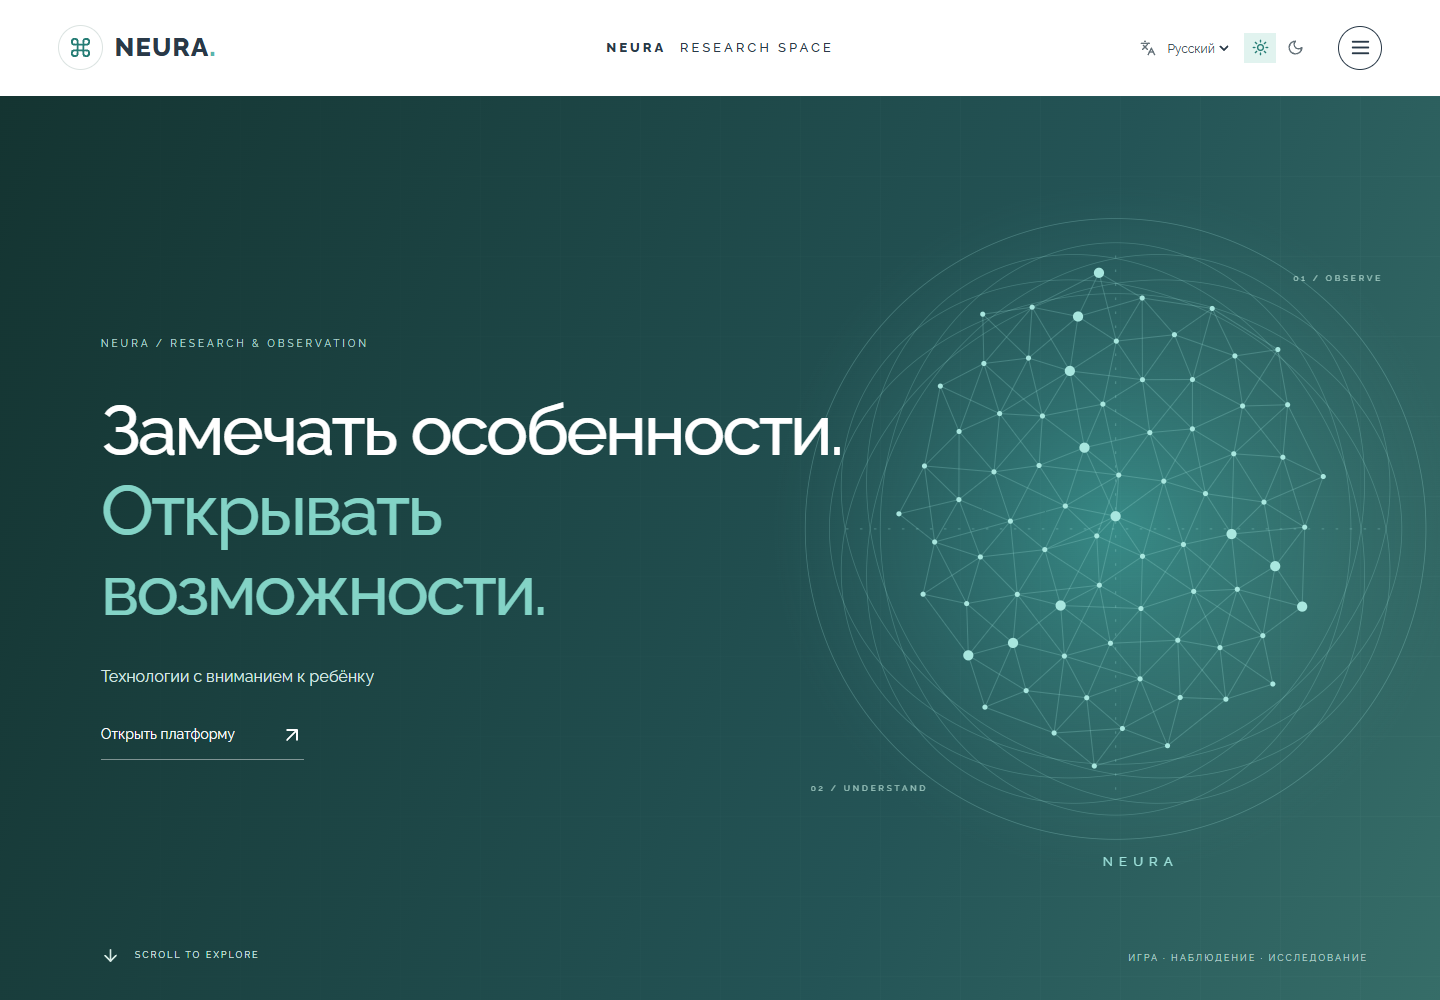 NEURA.
NEURA RESEARCH SPACE
Русский
01 / OBSERVE
NEURA / RESEARCH & OBSERVATION
Замечать особенности.
Открывать
возможности.
Технологии с вниманием к ребёнку
Открыть платформу
02 / UNDERSTAND
NEURA
SCROLL TO EXPLORE
ИГРА · НАБЛЮДЕНИЕ · ИССЛЕДОВАНИЕ